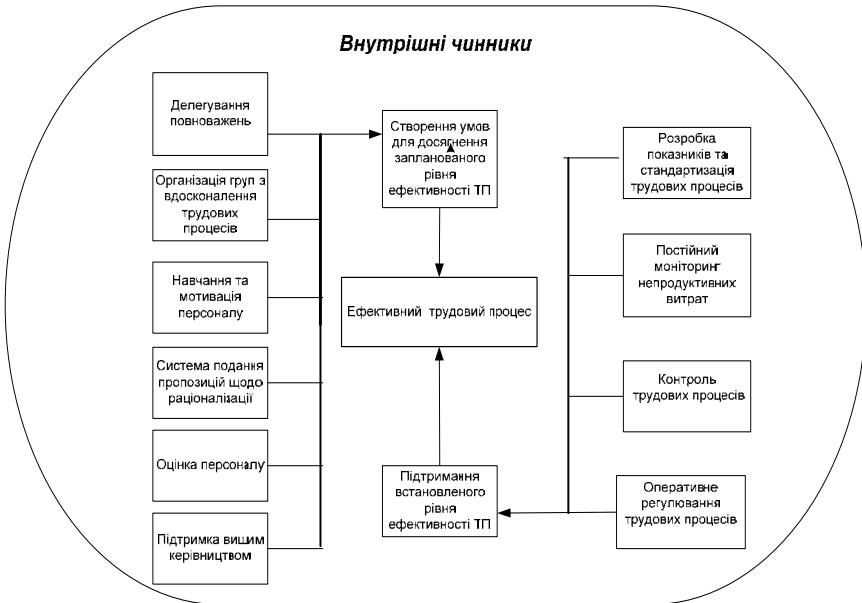 Внутрішні чинники
Делегування
повноважень
Організація груп з
вдосконалення
трудових
процесів
Навчання та
мотивація
персоналу
Система подання
пропозицій щодо
раціоналізації
Оцінка персоналу
Підтримка вищим
керівництвом
Створення умов
для досягнення
запланованого
рівня
ефективності ТП
Ефективний трудовий процес
Підтримання
встановленого
рівня
ефективності ТП
Розробка
показників та
стандартизація
трудових процесів
Постійний
моніторинг
непродуктивних
витрат
Контроль
трудових процесів
Оперативне
регулювання
трудових процесів